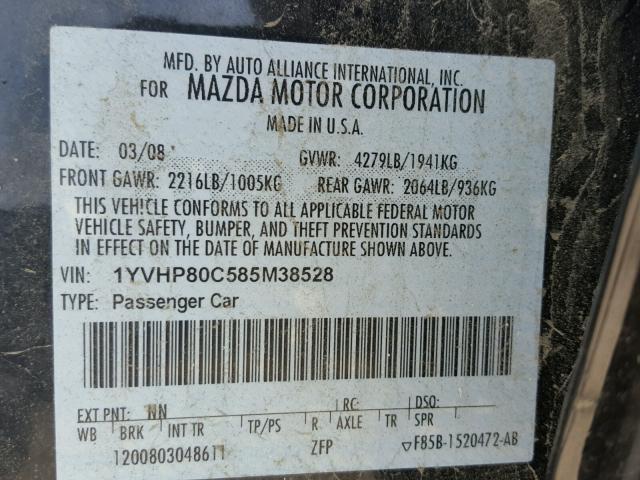 MFD. BY AUTO ALLIANCE INTERNATIONAL, INC.
FOR MAZDA MOTOR CORPORATION
MADE IN U.S.A.
DATE: 03/08 GVWR: 4279LB/1941KG
FRONT GAWR: 2216LB/1005KG REAR GAWR: 2064LB/936KG
THIS VEHICLE CONFORMS TO ALL APPLICABLE FEDERAL MOTOR
VEHICLE SAFETY, BUMPER, AND THEFT PREVENTION STANDARDS
IN EFFECT ON THE DATE OF MANUFACTURE SHOWN ABOVE.
VIN: 1YVHP80C585M38528
TYPE: Passenger Car
EXT PNT: NN RC: DSO:
WB BRK INT TR TP/PS R AXLE TR SPR
1200803048611 ZFP F85B-1520472-AB